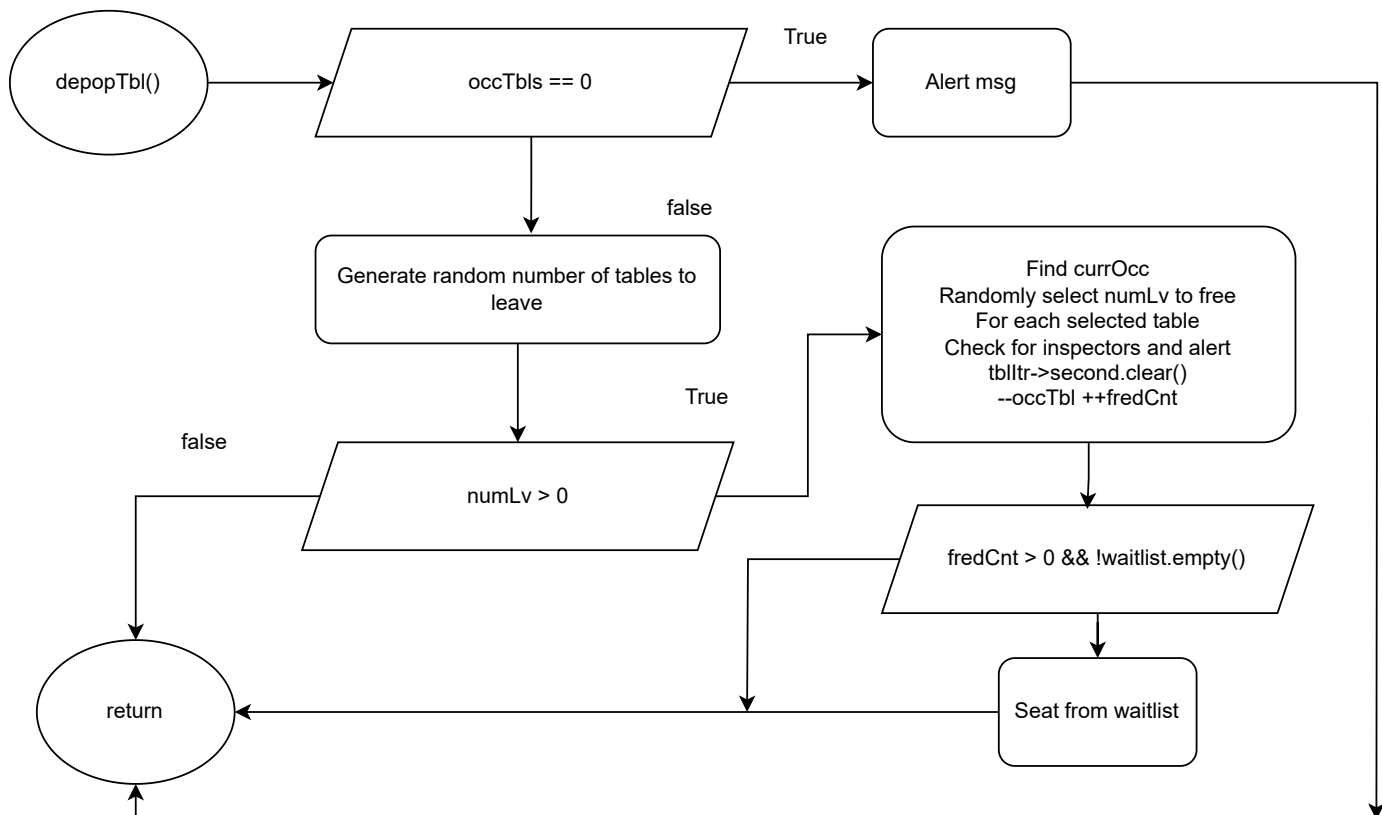 depopTbl()
occTbls == 0
True
Alert msg
false
Generate random number of tables to
leave
Find currOcc
Randomly select numLv to free
For each selected table
Check for inspectors and alert
tblItr->second.clear()
--occTbl ++fredCnt
True
false
numLv > 0
fredCnt > 0 && !waitlist.empty()
return
Seat from waitlist